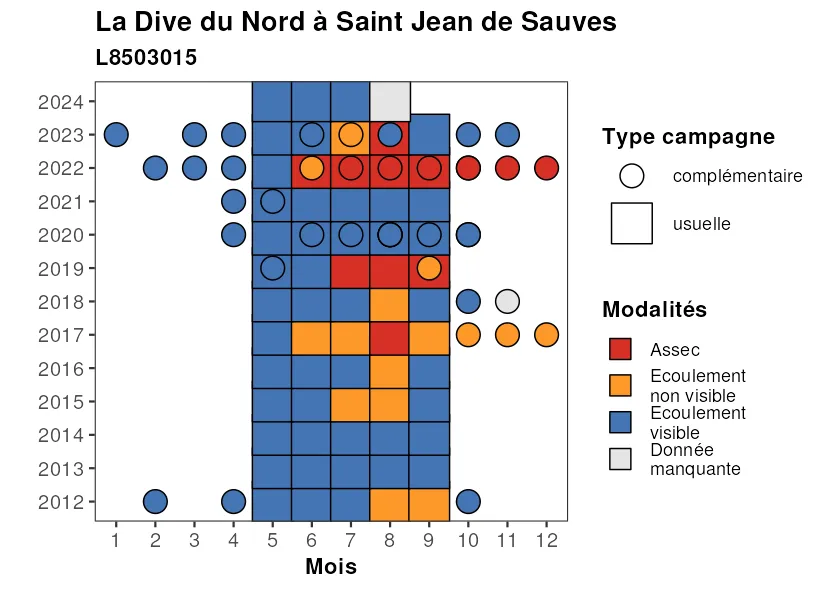 La Dive du Nord à Saint Jean de Sauves
L8503015
2024
2023
2022
2021
2020
2019
2018
2017
2016
2015
2014
2013
2012
1 2 3 4 5 6 7 8 9 10 11 12
Mois
Type campagne
complémentaire
usuelle
Modalités
Assec
Ecoulement
non visible
Ecoulement
visible
Donnée
manquante